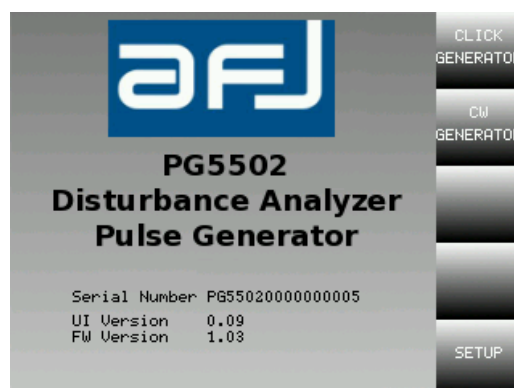 afj
PG5502
Disturbance Analyzer
Pulse Generator
Serial Number PG55020000000005
UI Version 0.09
FW Version 1.03
CLICK
GENERATO
CW
GENERATO
SETUP